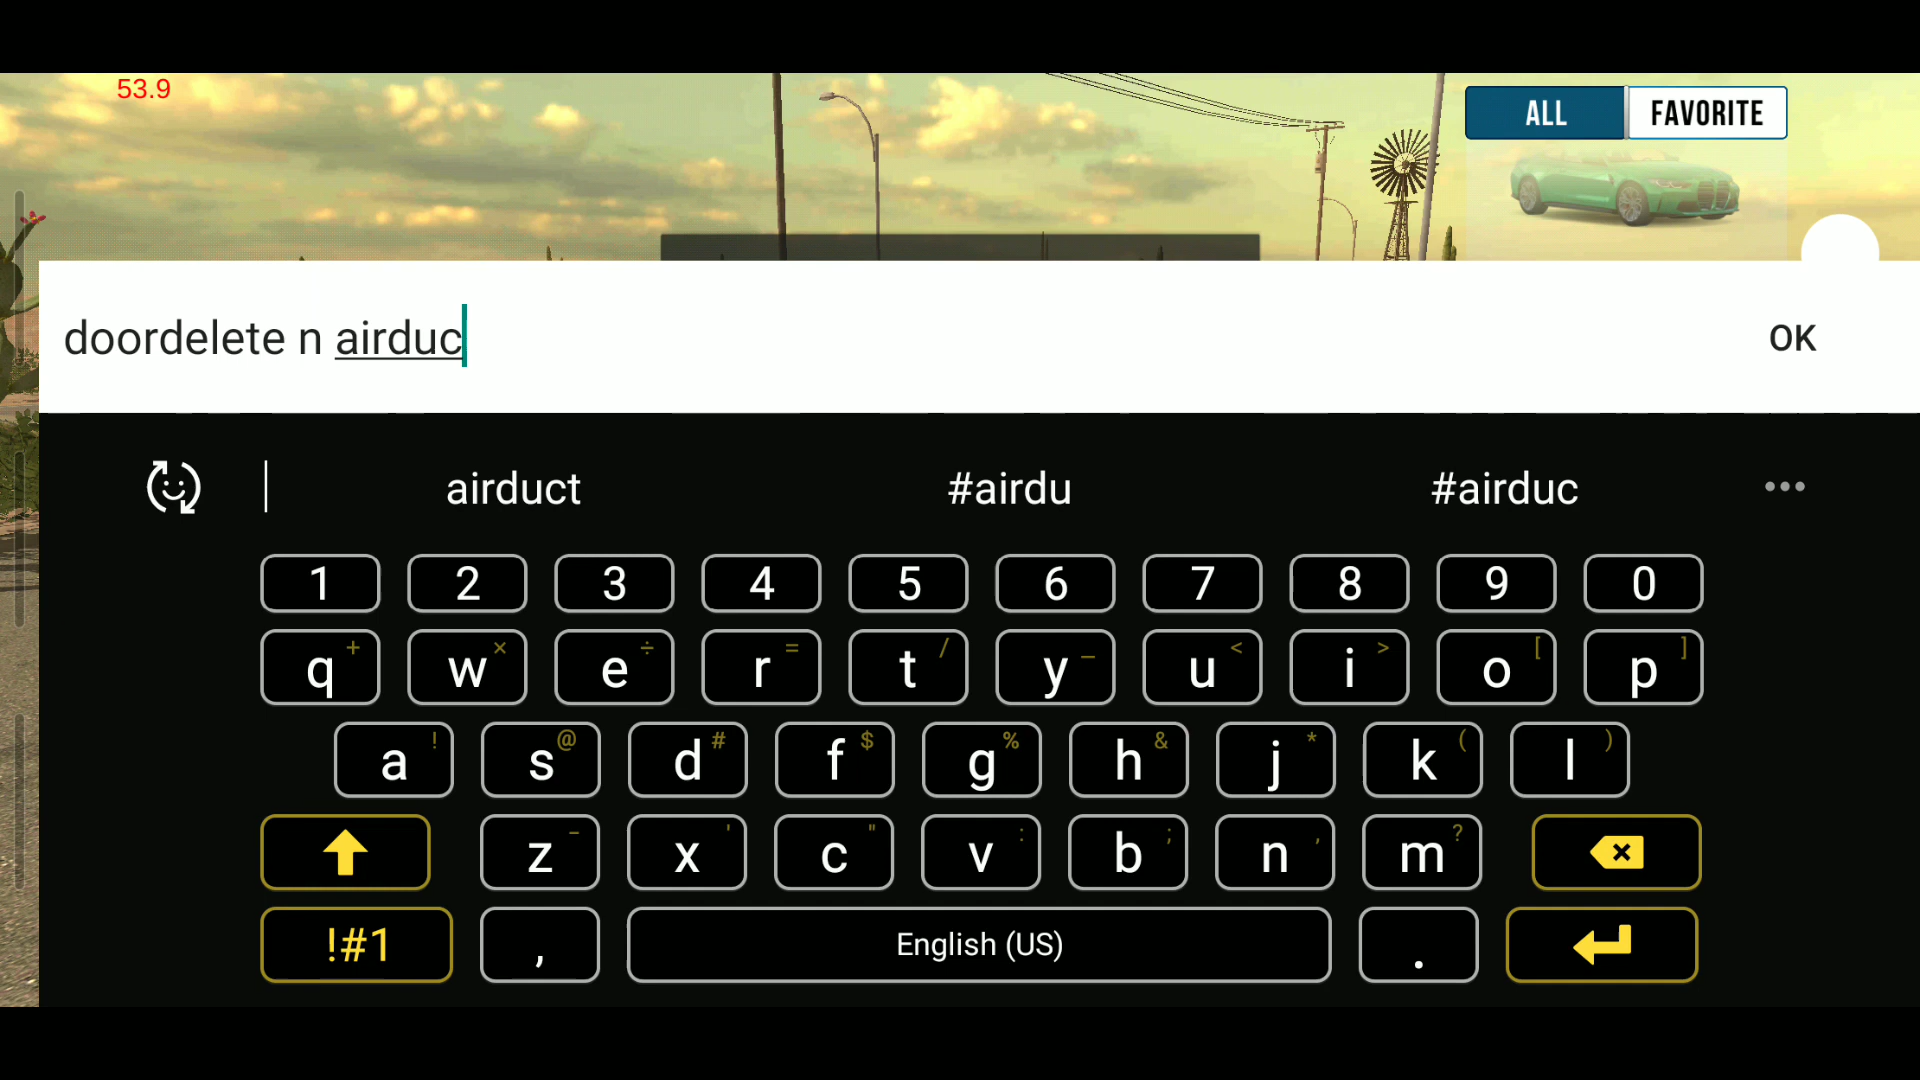 53.9
ALL FAVORITE
doordelete n airduc OK
airduct #airdu #airduc
1 2 3 4 5 6 7 8 9 0
q + w × e ÷ r = t / y _ u < i > o [ p ]
a ! s @ d # f $ g % h & j * k ( l )
z - x ' c " v : b ; n , m ?
!#1 , English (US) .